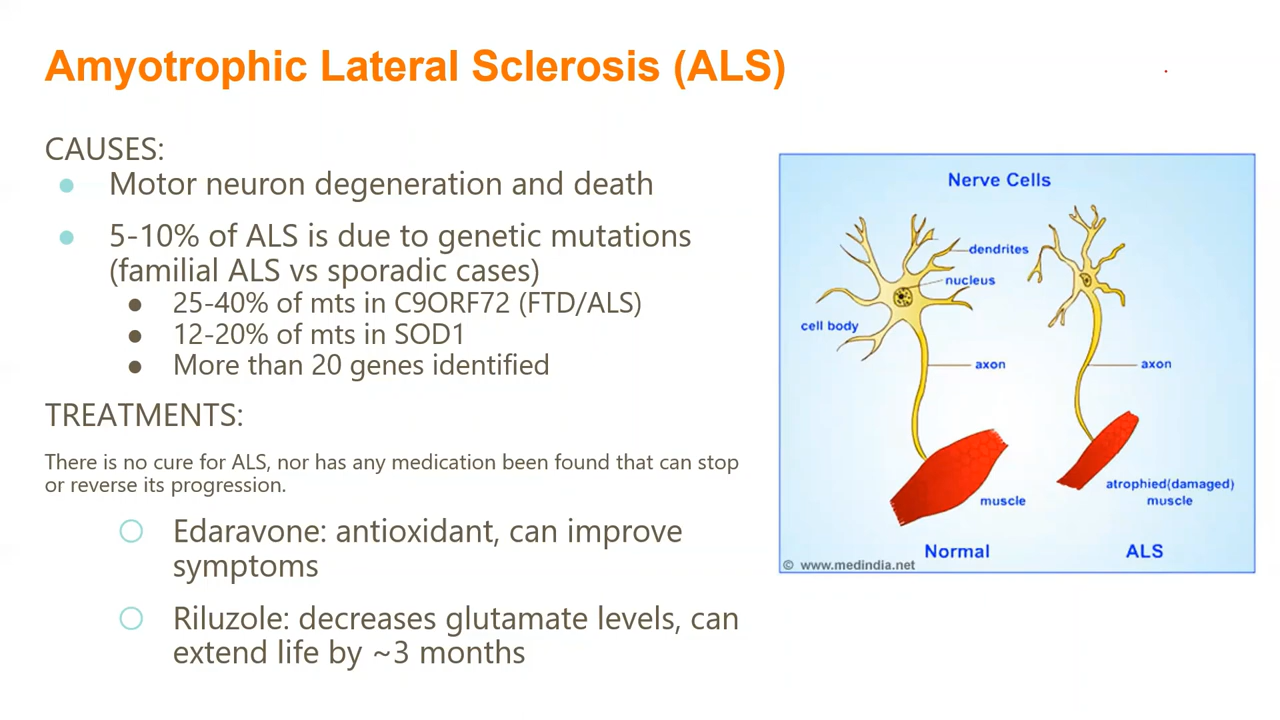 Amyotrophic Lateral Sclerosis (ALS)
CAUSES:
● Motor neuron degeneration and death
● 5-10% of ALS is due to genetic mutations
(familial ALS vs sporadic cases)
● 25-40% of mts in C9ORF72 (FTD/ALS)
● 12-20% of mts in SOD1
● More than 20 genes identified
TREATMENTS:
There is no cure for ALS, nor has any medication been found that can stop
or reverse its progression.
○ Edaravone: antioxidant, can improve
symptoms
○ Riluzole: decreases glutamate levels, can
extend life by ~3 months
Nerve Cells
dendrites
nucleus
cell body
axon
axon
muscle
atrophied(damaged)
muscle
Normal
ALS
© www.medindia.net